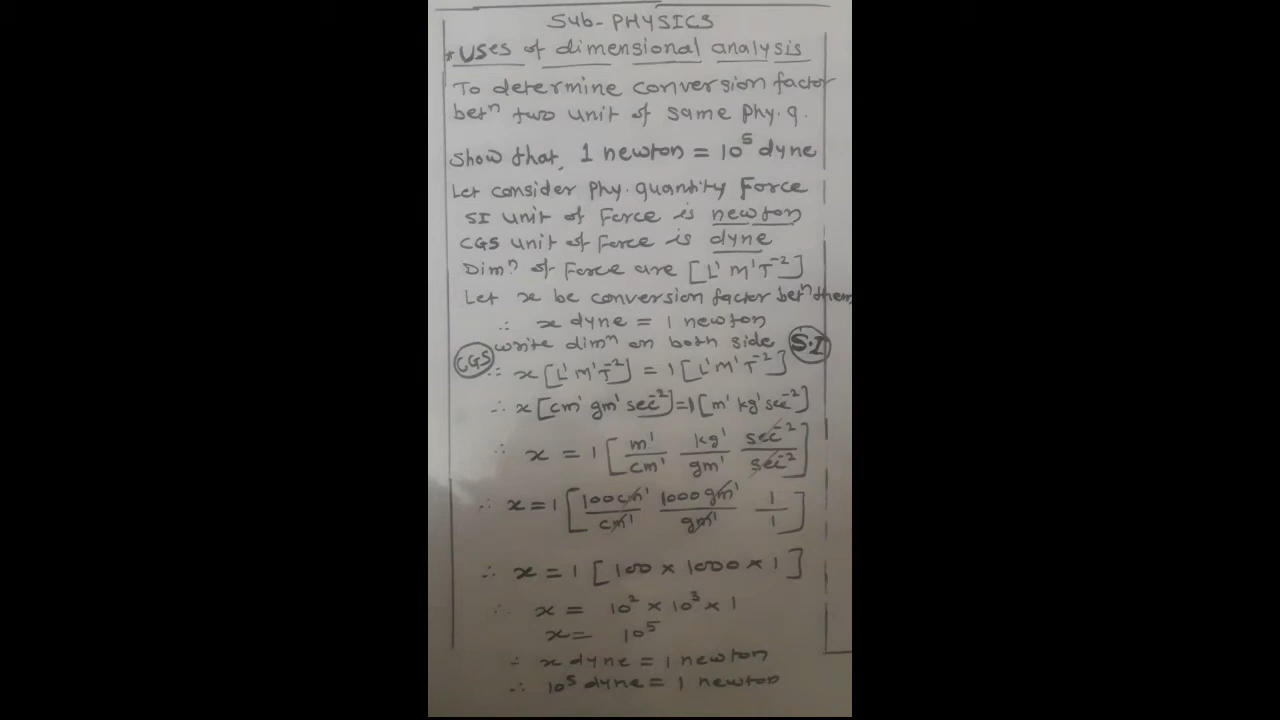 Sub- PHYSICS
* Uses of dimensional analysis
To determine conversion factor
betⁿ two unit of same phy. q.
Show that, 1 newton = 10⁵ dyne
Let consider phy. quantity Force
SI unit of Force is newton
CGS unit of Force is dyne
Dimⁿ of Force are [L¹ M¹ T⁻²]
Let x be conversion factor betⁿ them
∴ x dyne = 1 newton
write dimⁿ on both side
CGS
S.I
∴ x [L¹ M¹ T⁻²] = 1 [L¹ M¹ T⁻²]
∴ x [cm¹ gm¹ sec⁻²] = 1 [m¹ kg¹ sec⁻²]
∴ x = 1 [m¹/cm¹ kg¹/gm¹ sec⁻²/sec⁻²]
∴ x = 1 [100 cm¹/cm¹ 1000 gm¹/gm¹ 1/1]
∴ x = 1 [100 × 1000 × 1]
∴ x = 10² × 10³ × 1
x = 10⁵
∴ x dyne = 1 newton
∴ 10⁵ dyne = 1 newton